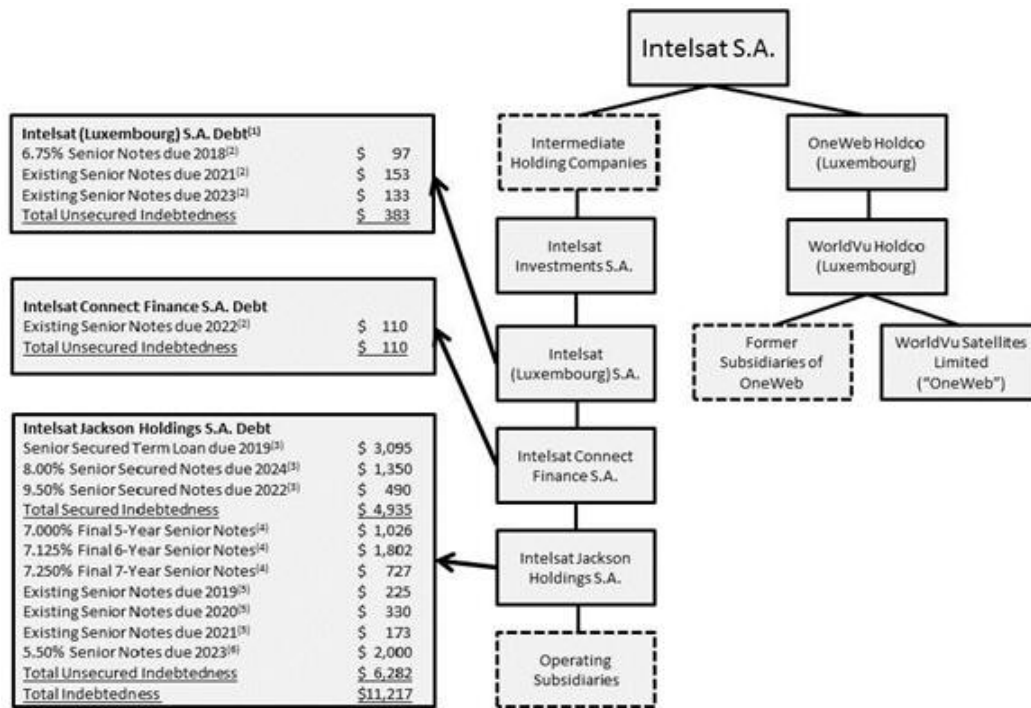 Intelsat S.A.
Intelsat (Luxembourg) S.A. Debt(1)
6.75% Senior Notes due 2018(2) $ 97
Existing Senior Notes due 2021(2) $ 153
Existing Senior Notes due 2023(2) $ 133
Total Unsecured Indebtedness $ 383
Intelsat Connect Finance S.A. Debt
Existing Senior Notes due 2022(2) $ 110
Total Unsecured Indebtedness $ 110
Intelsat Jackson Holdings S.A. Debt
Senior Secured Term Loan due 2019(3) $ 3,095
8.00% Senior Secured Notes due 2024(3) $ 1,350
9.50% Senior Secured Notes due 2022(3) $ 490
Total Secured Indebtedness $ 4,935
7.000% Final 5-Year Senior Notes(4) $ 1,026
7.125% Final 6-Year Senior Notes(4) $ 1,802
7.250% Final 7-Year Senior Notes(4) $ 727
Existing Senior Notes due 2019(5) $ 225
Existing Senior Notes due 2020(5) $ 330
Existing Senior Notes due 2021(5) $ 173
5.50% Senior Notes due 2023(6) $ 2,000
Total Unsecured Indebtedness $ 6,282
Total Indebtedness $11,217
Intermediate
Holding Companies
Intelsat
Investments S.A.
Intelsat
(Luxembourg) S.A.
Intelsat Connect
Finance S.A.
Intelsat Jackson
Holdings S.A.
Operating
Subsidiaries
OneWeb Holdco
(Luxembourg)
WorldVu Holdco
(Luxembourg)
Former
Subsidiaries of
OneWeb
WorldVu Satellites
Limited
("OneWeb")